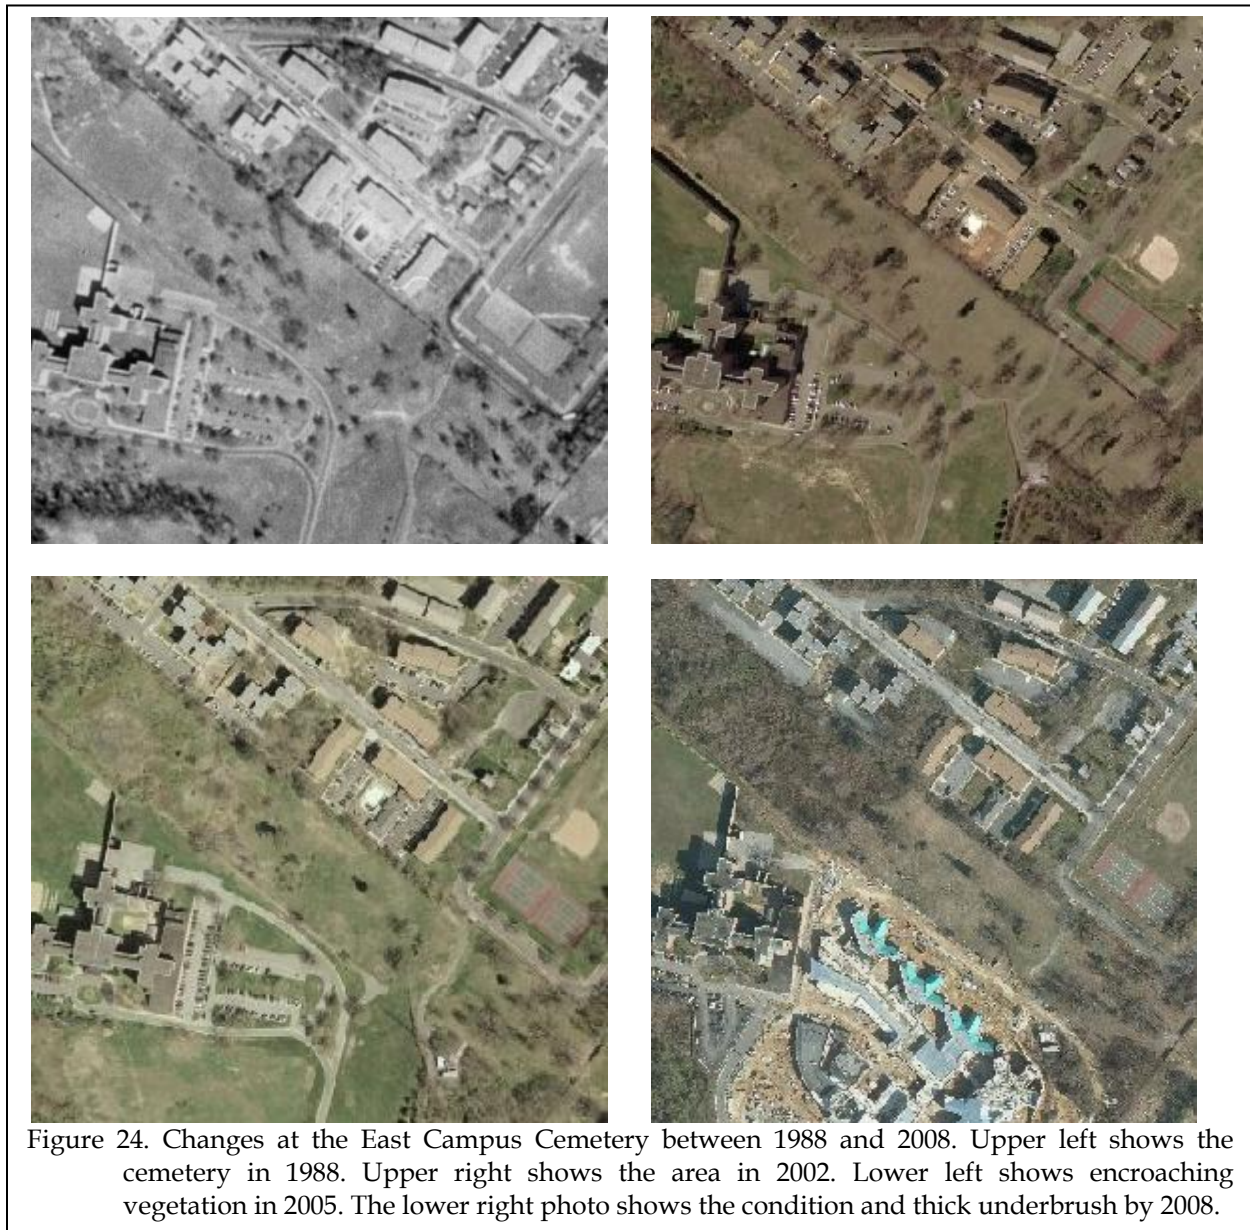 Figure 24. Changes at the East Campus Cemetery between 1988 and 2008. Upper left shows the
cemetery in 1988. Upper right shows the area in 2002. Lower left shows encroaching
vegetation in 2005. The lower right photo shows the condition and thick underbrush by 2008.